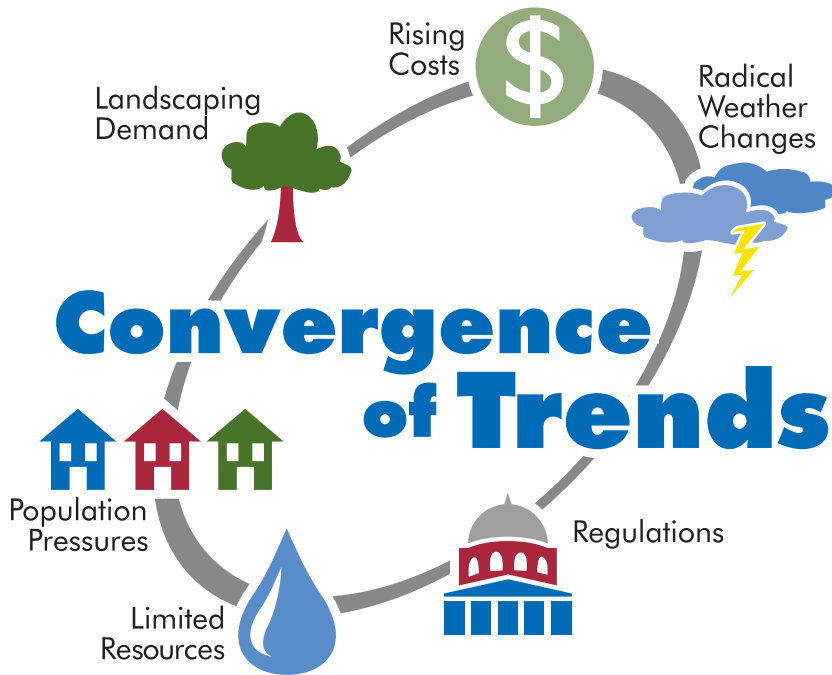 Rising
Costs
$
Radical
Weather
Changes
Landscaping
Demand
Convergence
of Trends
Population
Pressures
Regulations
Limited
Resources